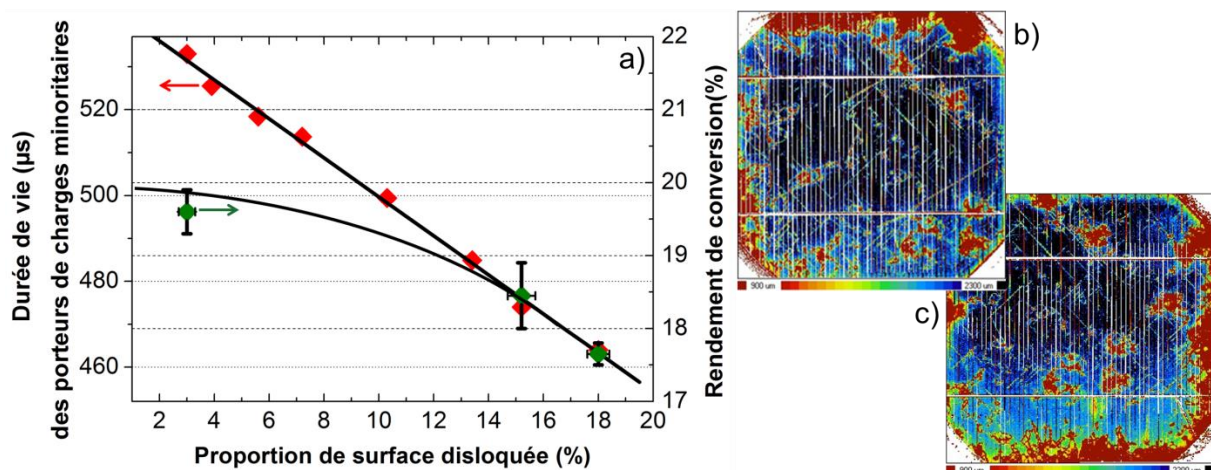 Durée de vie (µs)
des porteurs de charges minoritaires
520
500
480
460
a)
22
21
20
19
18
17
Rendement de conversion(%)
2 4 6 8 10 12 14 16 18 20
Proportion de surface disloquée (%)
b)
900 um 2300 um
c)
900 um 2200 um